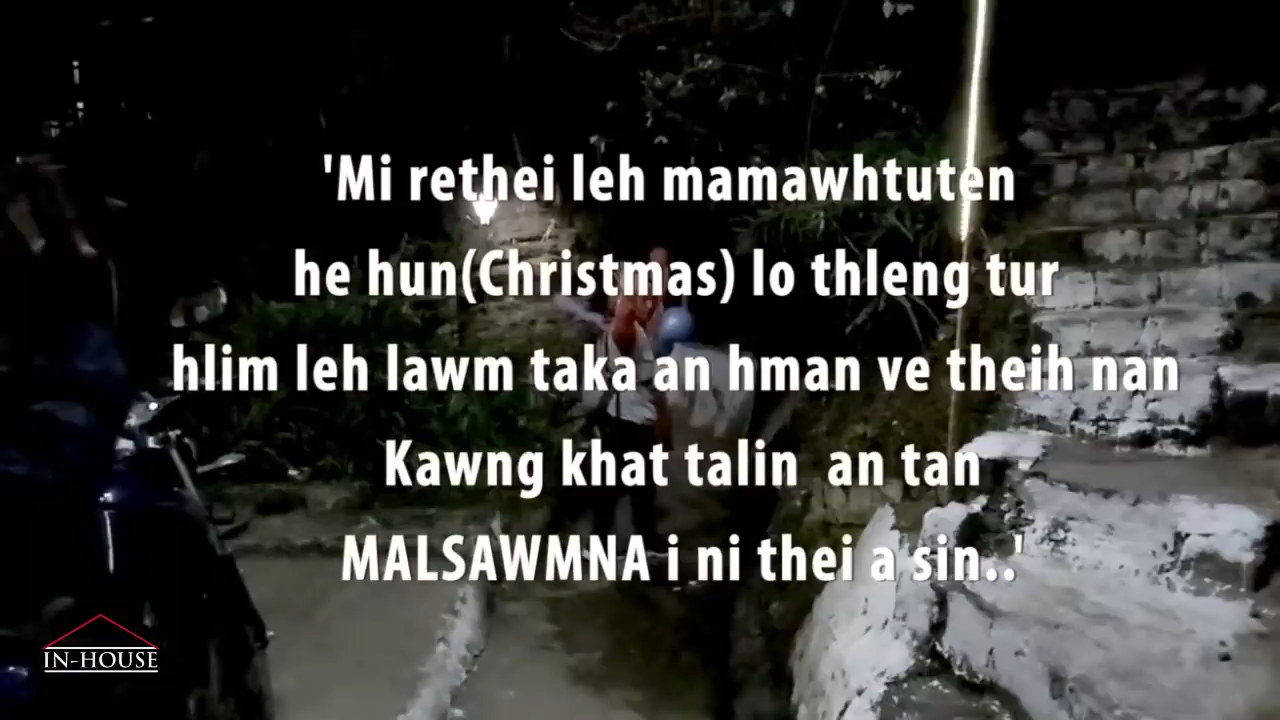 'Mi rethei leh mamawhtuten
he hun(Christmas) lo thleng tur
hlim leh lawm taka an hman ve theih nan
Kawng khat talin an tan
MALSAWMNA i ni thei a sin..'
IN-HOUSE